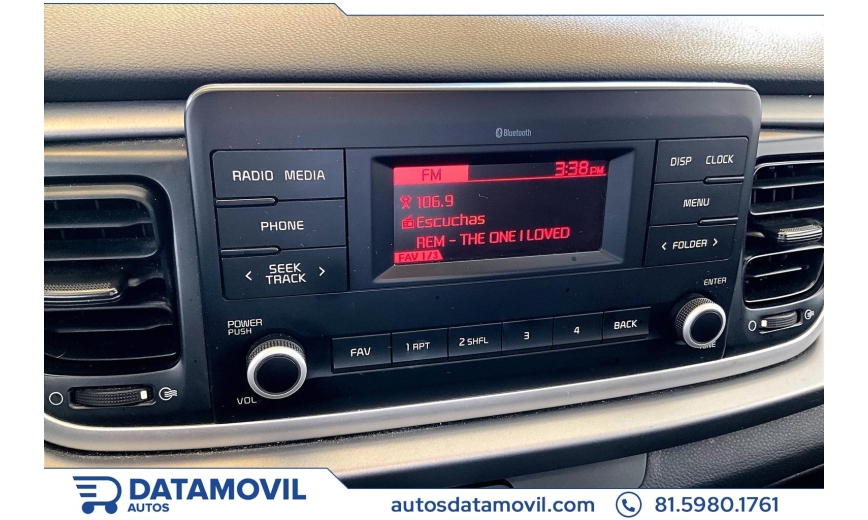 Bluetooth
RADIO MEDIA
PHONE
< SEEK >
TRACK
POWER
PUSH
VOL
FM 3:38 PM
106.9
Escuchas
REM - THE ONE I LOVED
FAV 1/3
DISP CLOCK
MENU
< FOLDER >
ENTER
TUNE
FAV
1 RPT
2 SHFL
3
4
BACK
DATAMOVIL
AUTOS
autosdatamovil.com
81.5980.1761